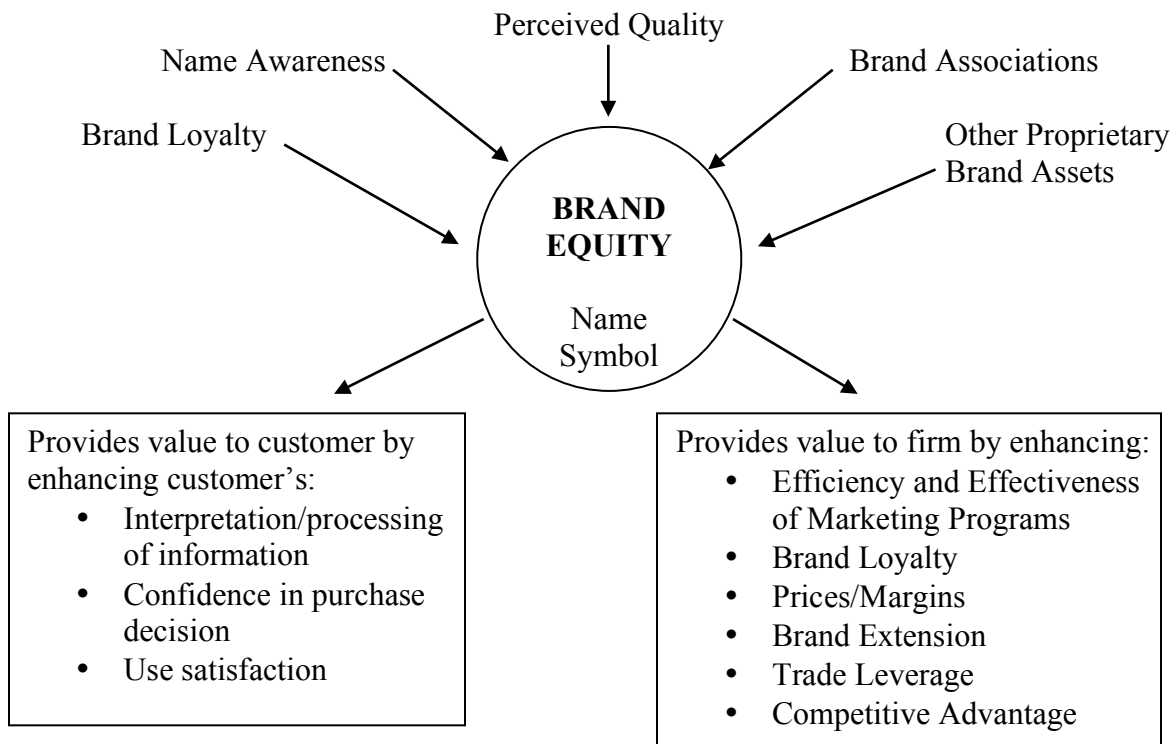 Perceived Quality
Name Awareness
Brand Associations
Brand Loyalty
Other Proprietary
Brand Assets
BRAND
EQUITY
Name
Symbol
Provides value to customer by
enhancing customer’s:
• Interpretation/processing
of information
• Confidence in purchase
decision
• Use satisfaction
Provides value to firm by enhancing:
• Efficiency and Effectiveness
of Marketing Programs
• Brand Loyalty
• Prices/Margins
• Brand Extension
• Trade Leverage
• Competitive Advantage